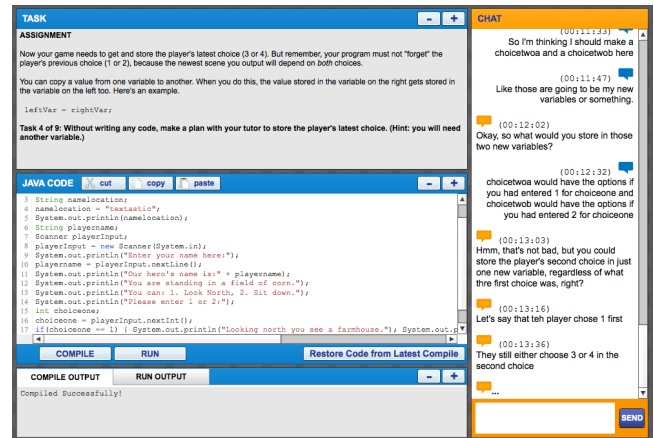 TASK
- +
ASSIGNMENT
Now your game needs to get and store the player's latest choice (3 or 4). But remember, your program must not "forget" the
player's previous choice (1 or 2), because the newest scene you output will depend on both choices.
You can copy a value from one variable to another. When you do this, the value stored in the variable on the right gets stored in
the variable on the left too. Here's an example.
leftVar = rightVar;
Task 4 of 9: Without writing any code, make a plan with your tutor to store the player's latest choice. (Hint: you will need
another variable.)
JAVA CODE cut copy paste - +
3 String namelocation;
4 namelocation = "textastic";
5 System.out.println(namelocation);
6 String playername;
7 Scanner playerInput;
8 playerInput = new Scanner(System.in);
9 System.out.println("Enter your name here:");
10 playername = playerInput.nextLine();
11 System.out.println("Our hero's name is:" + playername);
12 System.out.println("You are standing in a field of corn.");
13 System.out.println("You can: 1. Look North, 2. Sit down.");
14 System.out.println("Please enter 1 or 2:");
15 int choiceone;
16 choiceone = playerInput.nextInt();
17 if(choiceone == 1) { System.out.println("Looking north you see a farmhouse."); System.out.p
COMPILE RUN Restore Code from Latest Compile
COMPILE OUTPUT RUN OUTPUT - +
Compiled Successfully!
CHAT
(00:11:33)
So I'm thinking I should make a
choicetwoa and a choicetwob here
(00:11:47)
Like those are going to be my new
variables or something.
(00:12:02)
Okay, so what would you store in those
two new variables?
(00:12:32)
choicetwoa would have the options if
you had entered 1 for choiceone and
choicetwob would have the options if
you had entered 2 for choiceone
(00:13:03)
Hmm, that's not bad, but you could
store the player's second choice in just
one new variable, regardless of what
thre first choice was, right?
(00:13:16)
Let's say that teh player chose 1 first
(00:13:36)
They still either choose 3 or 4 in the
second choice
...
SEND